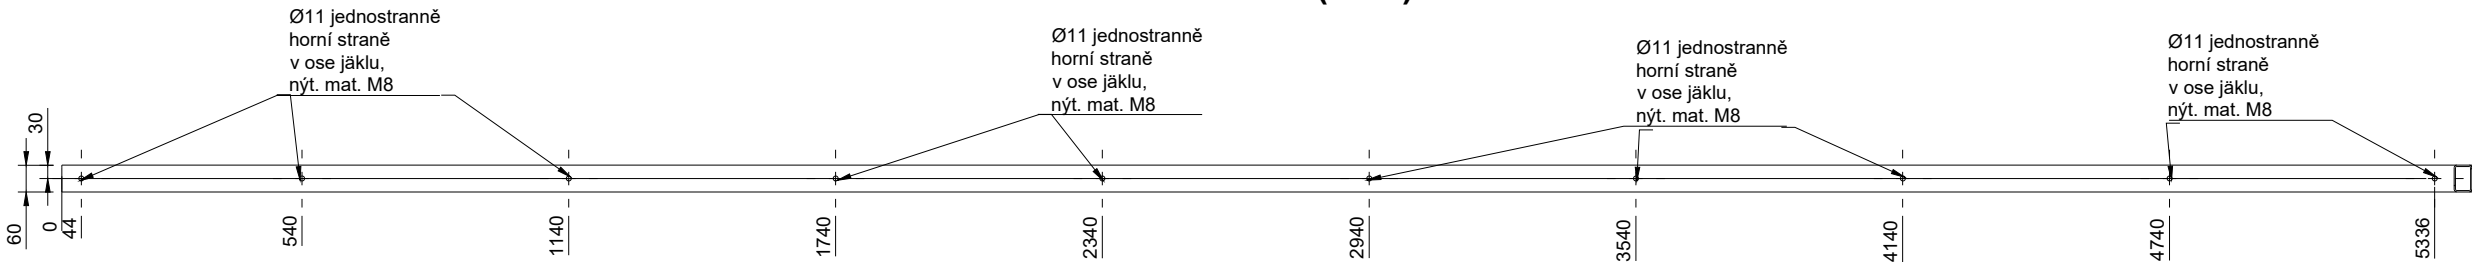 Ø11 jednostranně
horní straně
v ose jäklu,
nýt. mat. M8
Ø11 jednostranně
horní straně
v ose jäklu,
nýt. mat. M8
Ø11 jednostranně
horní straně
v ose jäklu,
nýt. mat. M8
Ø11 jednostranně
horní straně
v ose jäklu,
nýt. mat. M8
30
60
0
44
540
1140
1740
2340
2940
3540
4140
4740
5336